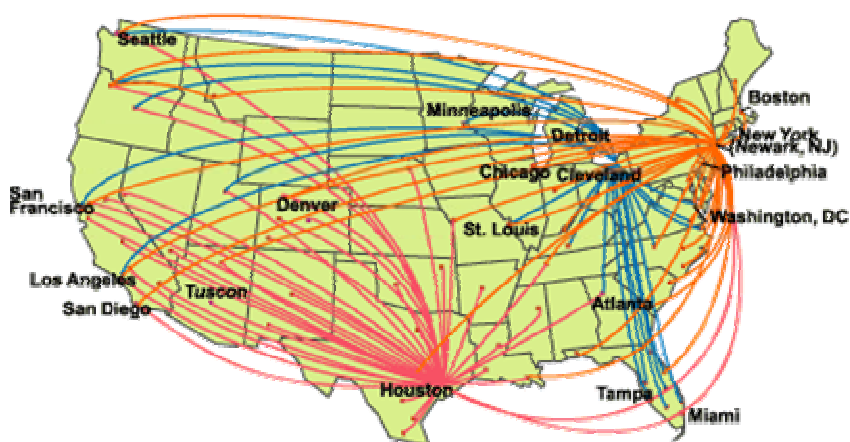 Seattle
Minneapolis
Boston
Detroit
New York
(Newark, NJ)
Chicago
Cleveland
Philadelphia
San
Francisco
Denver
St. Louis
Washington, DC
Los Angeles
Tuscon
San Diego
Atlanta
Houston
Tampa
Miami